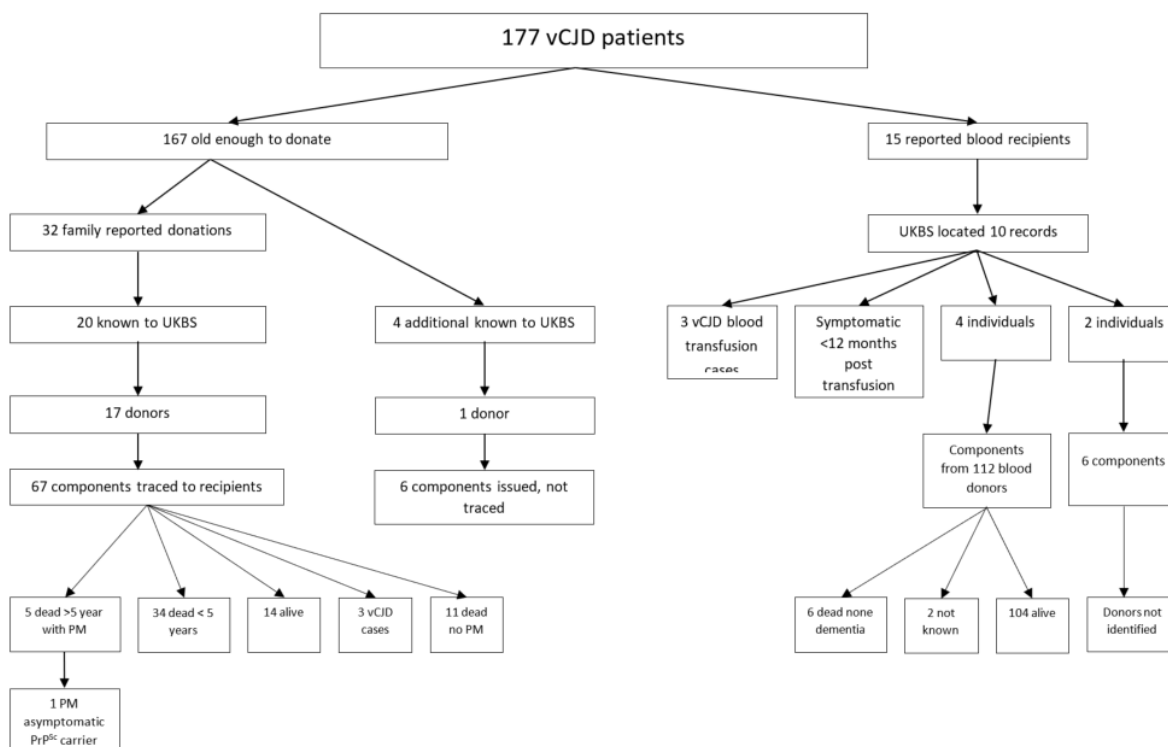 177 vCJD patients
167 old enough to donate
15 reported blood recipients
32 family reported donations
UKBS located 10 records
20 known to UKBS
4 additional known to UKBS
3 vCJD blood
transfusion
cases
Symptomatic
<12 months
post
transfusion
4 individuals
2 individuals
17 donors
1 donor
Components
from 112 blood
donors
6 components
67 components traced to recipients
6 components issued, not
traced
5 dead >5 year
with PM
34 dead < 5
years
14 alive
3 vCJD
cases
11 dead
no PM
6 dead none
dementia
2 not
known
104 alive
Donors not
identified
1 PM
asymptomatic
PrPSc carrier